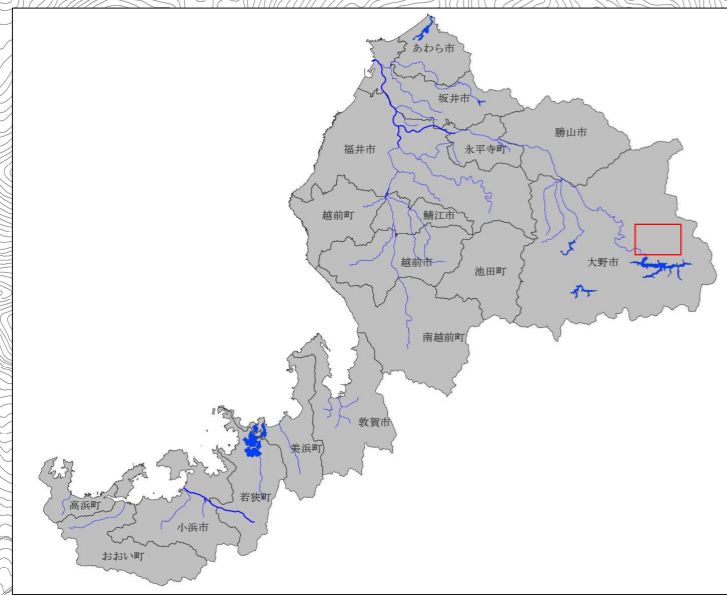 あわら市
坂井市
勝山市
福井市
永平寺町
越前町
鯖江市
大野市
越前市
池田町
南越前町
敦賀市
美浜町
若狭町
高浜町
小浜市
おおい町